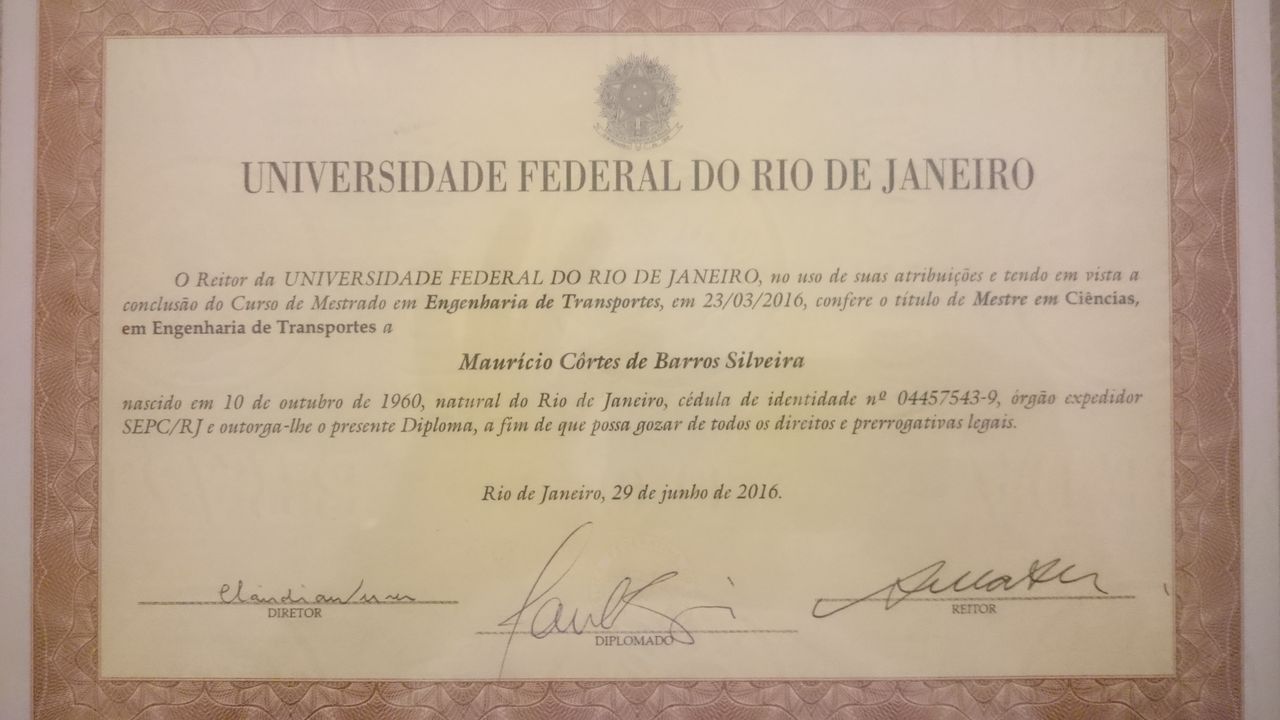 UNIVERSIDADE FEDERAL DO RIO DE JANEIRO
O Reitor da UNIVERSIDADE FEDERAL DO RIO DE JANEIRO, no uso de suas atribuições e tendo em vista a
conclusão do Curso de Mestrado em Engenharia de Transportes, em 23/03/2016, confere o título de Mestre em Ciências,
em Engenharia de Transportes a
Maurício Côrtes de Barros Silveira
nascido em 10 de outubro de 1960, natural do Rio de Janeiro, cédula de identidade nº 04457543-9, órgão expedidor
SEPC/RJ e outorga-lhe o presente Diploma, a fim de que possa gozar de todos os direitos e prerrogativas legais.
Rio de Janeiro, 29 de junho de 2016.
DIRETOR
DIPLOMADO
REITOR